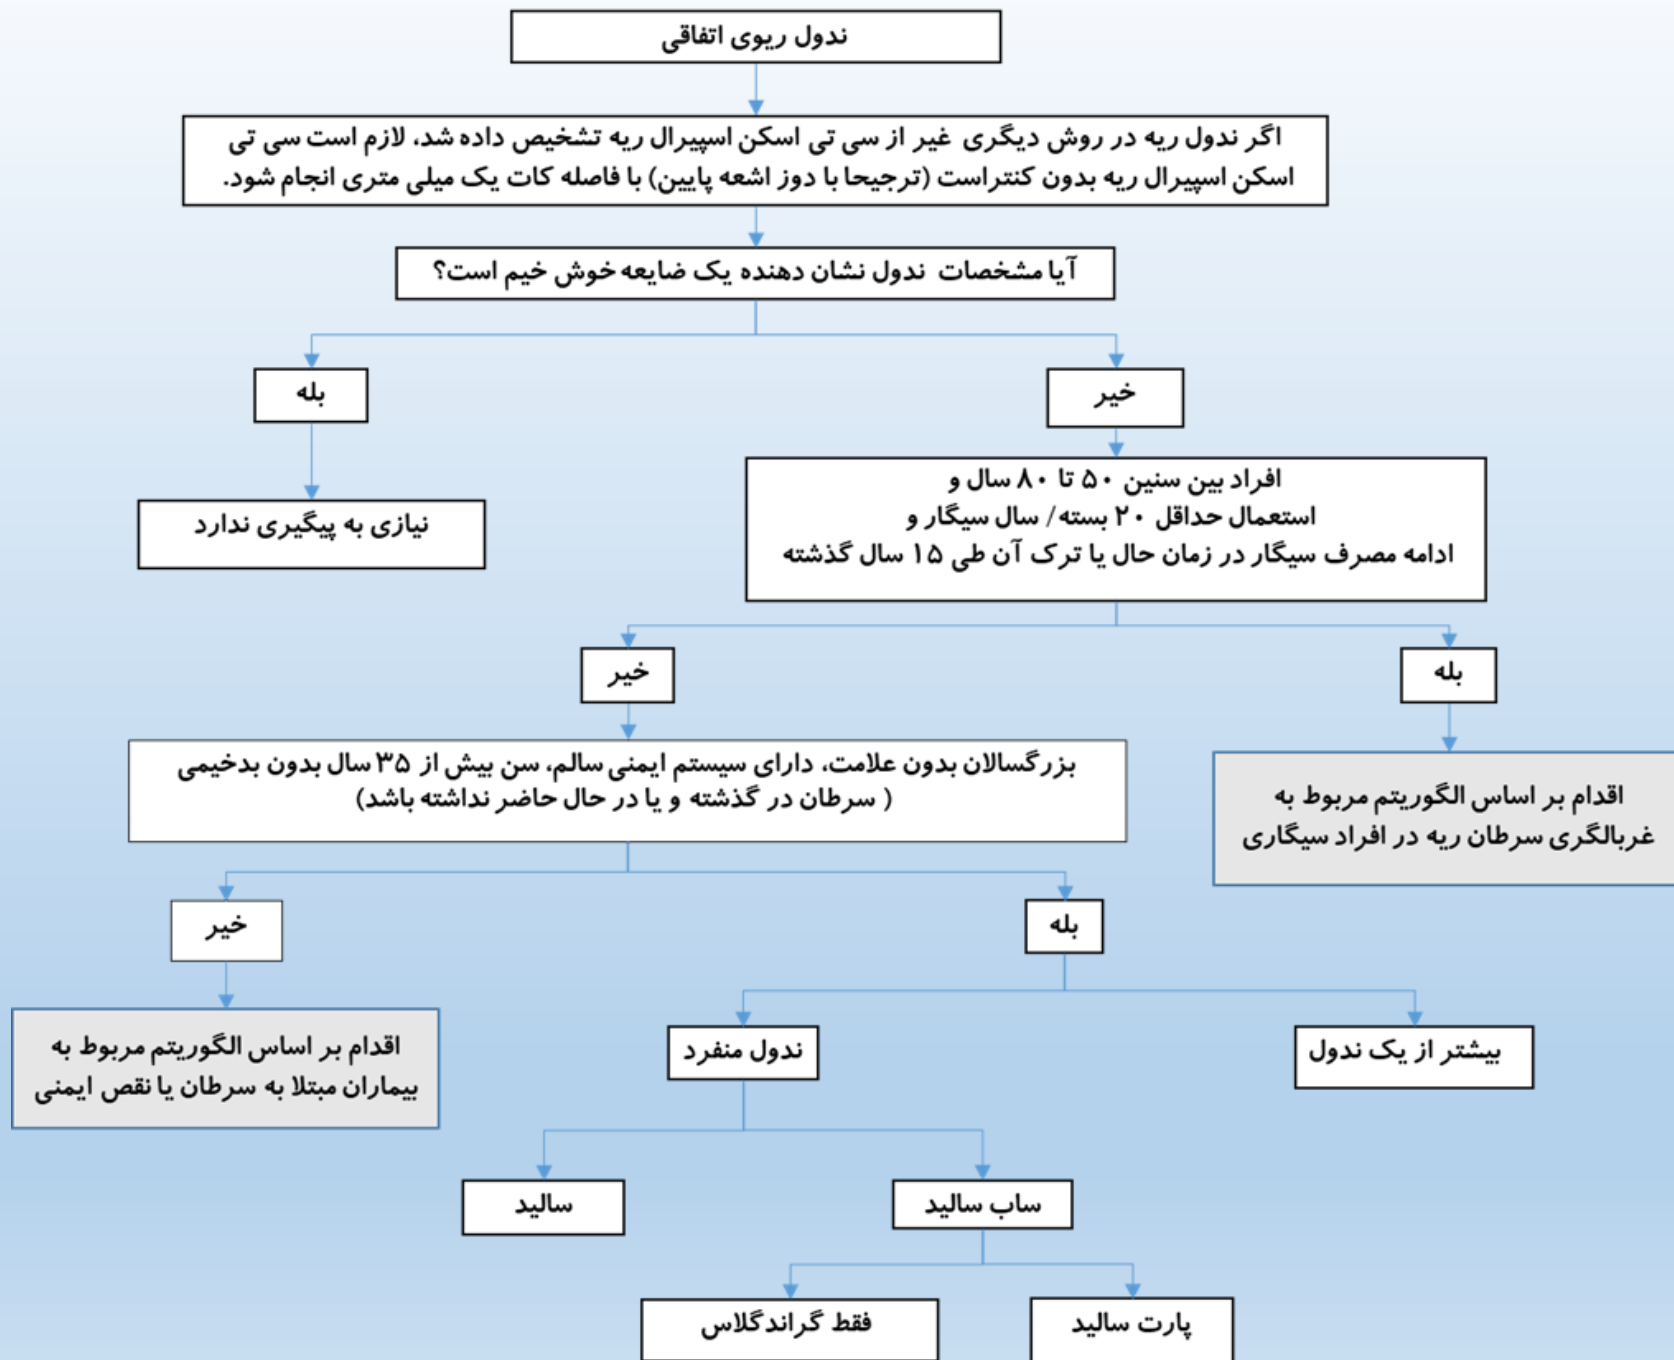 ندول ریوی اتفاقی
اگر ندول ریه در روش دیگری غیر از سی تی اسکن اسپیرال ریه تشخیص داده شد، لازم است سی تی
اسکن اسپیرال ریه بدون کنتراست (ترجیحا با دوز اشعه پایین) با فاصله کات یک میلی متری انجام شود.
آیا مشخصات ندول نشان دهنده یک ضایعه خوش خیم است؟
خیر
بله
افراد بین سنین ۵۰ تا ۸۰ سال و
استعمال حداقل ۲۰ بسته/ سال سیگار و
ادامه مصرف سیگار در زمان حال یا ترک آن طی ۱۵ سال گذشته
نیازی به پیگیری ندارد
بله
خیر
اقدام بر اساس الگوریتم مربوط به
غربالگری سرطان ریه در افراد سیگاری
بزرگسالان بدون علامت، دارای سیستم ایمنی سالم، سن بیش از ۳۵ سال بدون بدخیمی
( سرطان در گذشته و یا در حال حاضر نداشته باشد)
بله
خیر
بیشتر از یک ندول
ندول منفرد
اقدام بر اساس الگوریتم مربوط به
بیماران مبتلا به سرطان یا نقص ایمنی
ساب سالید
سالید
پارت سالید
فقط گراندگلاس